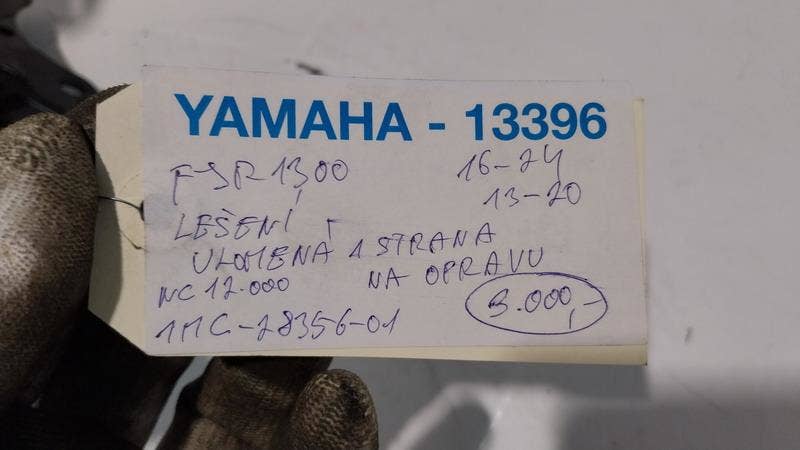 YAMAHA - 13396
FJR 1300 16-24
13-20
LEŠENÍ
ULOMENÁ 1 STRANA
NA OPRAVU
NC 12.000
3.000,-
1MC-28356-01